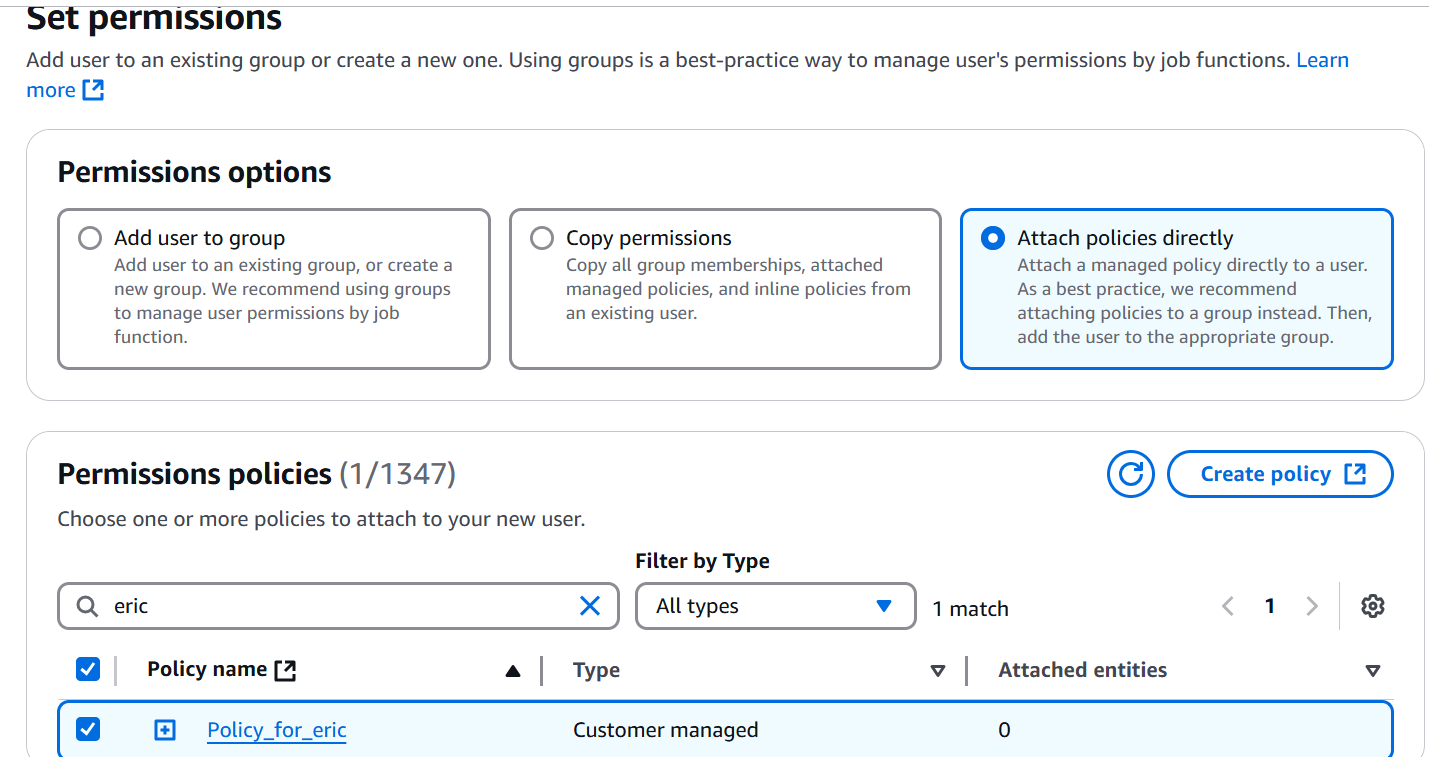 Set permissions
Add user to an existing group or create a new one. Using groups is a best-practice way to manage user's permissions by job functions. Learn
more
Permissions options
Add user to group
Add user to an existing group, or create a
new group. We recommend using groups
to manage user permissions by job
function.
Copy permissions
Copy all group memberships, attached
managed policies, and inline policies from
an existing user.
Attach policies directly
Attach a managed policy directly to a user.
As a best practice, we recommend
attaching policies to a group instead. Then,
add the user to the appropriate group.
Permissions policies (1/1347)
Create policy
Choose one or more policies to attach to your new user.
Filter by Type
eric
All types
1 match
1
Policy name
Type
Attached entities
Policy_for_eric
Customer managed
0